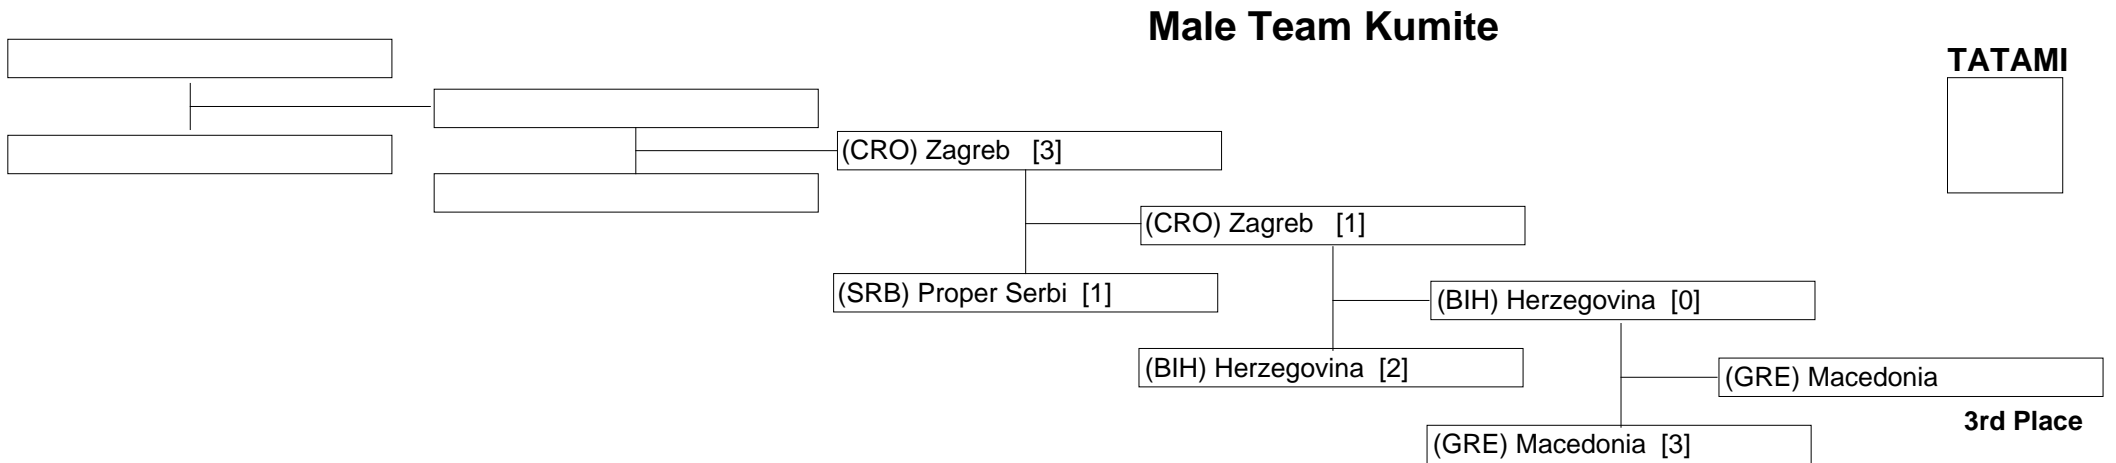 Male Team Kumite
TATAMI
(CRO) Zagreb [3]
(CRO) Zagreb [1]
(SRB) Proper Serbi [1]
(BIH) Herzegovina [0]
(BIH) Herzegovina [2]
(GRE) Macedonia
3rd Place
(GRE) Macedonia [3]